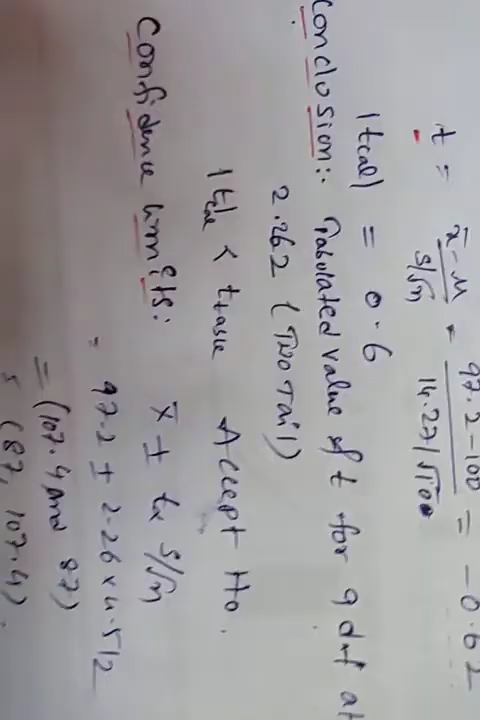 t = x̄ - μ / s/√n = 97.2 - 100 / 14.27/√10 = -0.62
|tcal| = 0.6
Conclosion:- Tabulated value of t for 9 d.f at
2.262 (Two Tail)
|tcal| < ttable Accept Ho.
Confidence limits: x̄ ± tα s/√n
= 97.2 ± 2.26 x 4.512
= (107.4 and 87)
(87, 107.4).